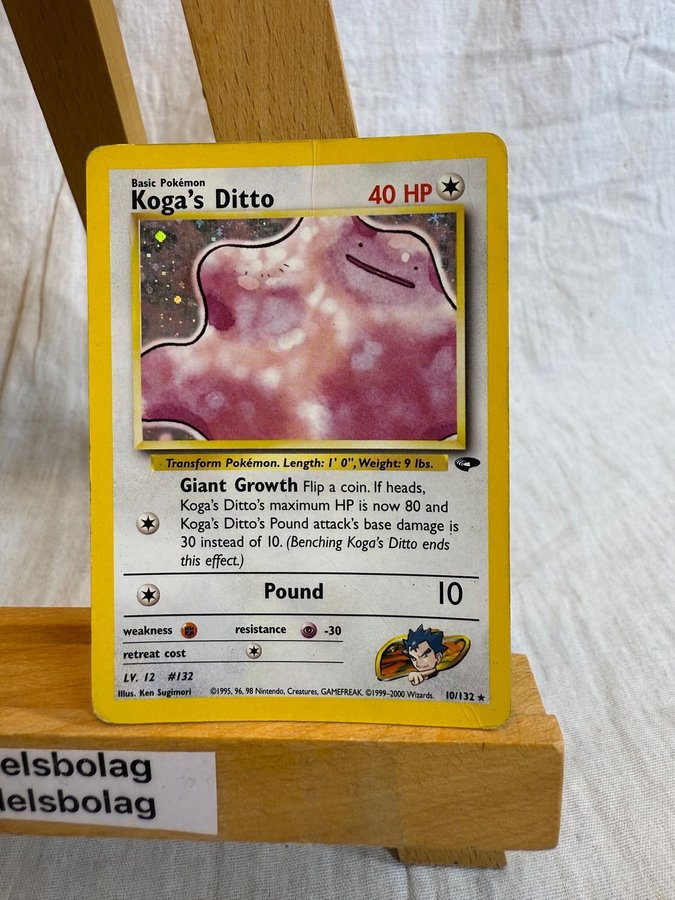 Basic Pokémon
Koga's Ditto
40 HP
Transform Pokémon. Length: 1' 0", Weight: 9 lbs.
Giant Growth Flip a coin. If heads,
Koga's Ditto's maximum HP is now 80 and
Koga's Ditto's Pound attack's base damage is
30 instead of 10. (Benching Koga's Ditto ends
this effect.)
Pound 10
weakness resistance -30
retreat cost
LV. 12 #132
Illus. Ken Sugimori ©1995, 96, 98 Nintendo, Creatures, GAMEFREAK. ©1999-2000 Wizards. 10/132
elsbolag
lelsbolag